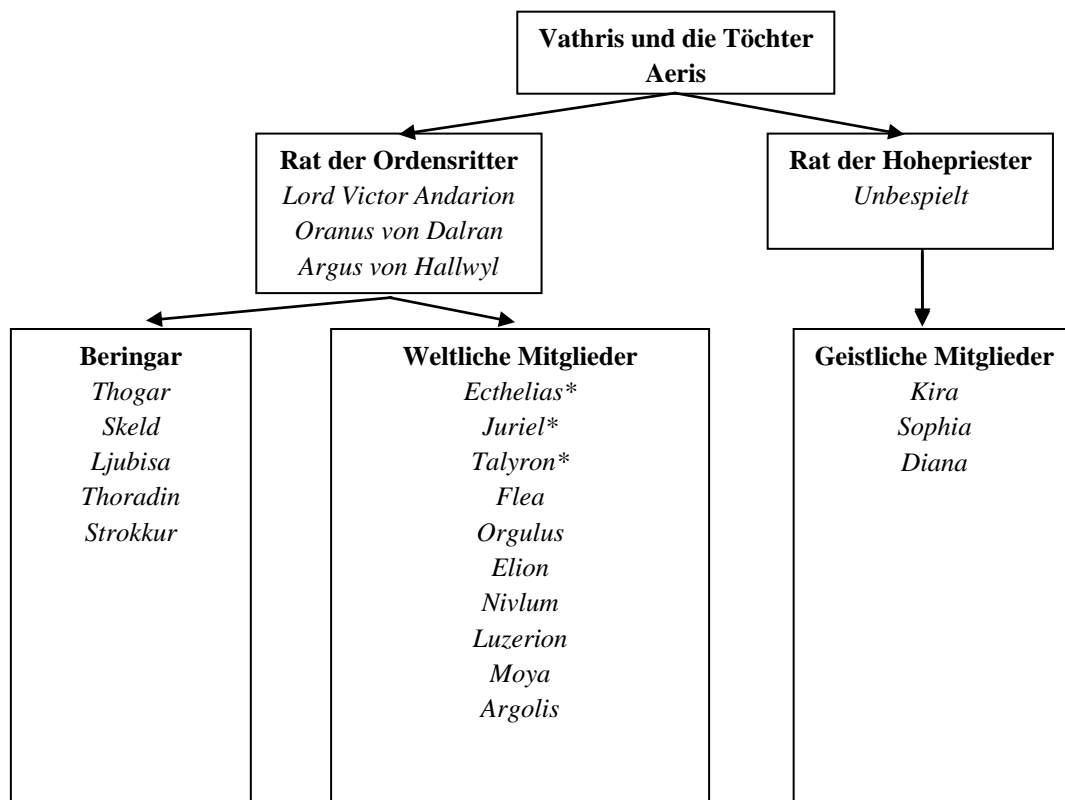 Vathris und die Töchter
Aeris
Rat der Ordensritter
Lord Victor Andarion
Oranus von Dalran
Argus von Hallwyl
Rat der Hohepriester
Unbespielt
Beringar
Thogar
Skeld
Ljubisa
Thoradin
Strokkur
Weltliche Mitglieder
Ecthelias*
Juriel*
Talyron*
Flea
Orgulus
Elion
Nivlum
Luzerion
Moya
Argolis
Geistliche Mitglieder
Kira
Sophia
Diana